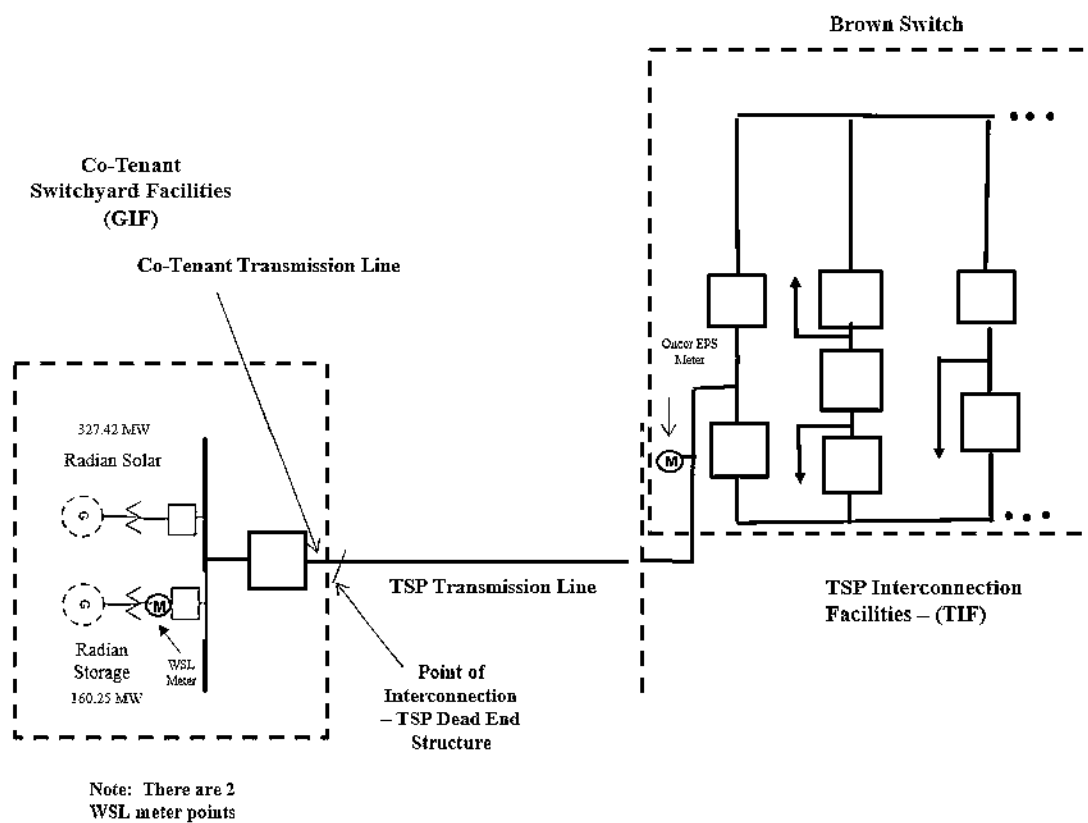 Brown Switch
Co-Tenant
Switchyard Facilities
(GIF)
Co-Tenant Transmission Line
Oncor EPS
Meter
M
327.42 MW
Radian Solar
G
G
M
Radian
Storage
160.25 MW
WSL
Meter
TSP Transmission Line
Point of
Interconnection
– TSP Dead End
Structure
TSP Interconnection
Facilities – (TIF)
Note: There are 2
WSL meter points